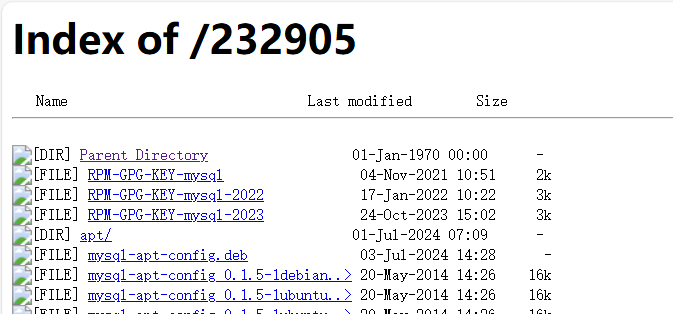 Index of /232905
Name Last modified Size
[DIR] Parent Directory 01-Jan-1970 00:00 -
[FILE] RPM-GPG-KEY-mysql 04-Nov-2021 10:51 2k
[FILE] RPM-GPG-KEY-mysql-2022 17-Jan-2022 10:22 3k
[FILE] RPM-GPG-KEY-mysql-2023 24-Oct-2023 15:02 3k
[DIR] apt/ 01-Jul-2024 07:09 -
[FILE] mysql-apt-config.deb 03-Jul-2024 14:28 -
[FILE] mysql-apt-config_0.1.5-1debian..> 20-May-2014 14:26 16k
[FILE] mysql-apt-config_0.1.5-1ubuntu..> 20-May-2014 14:26 16k